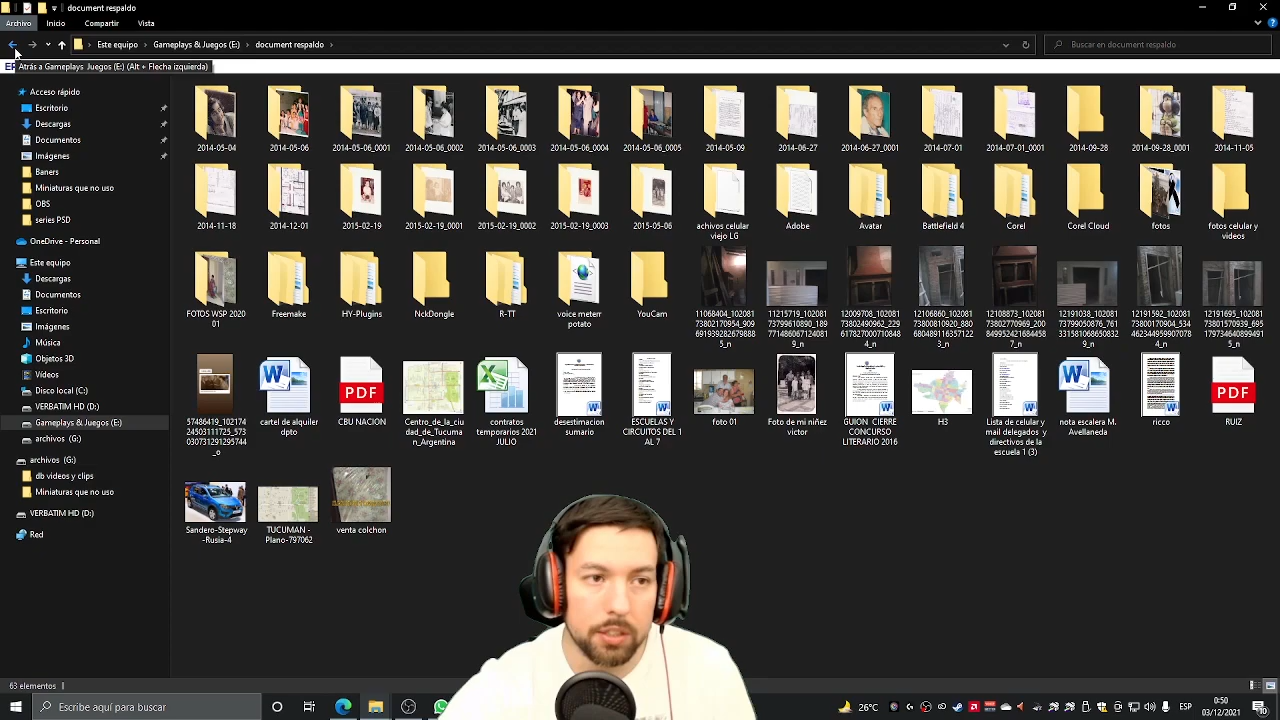 document respaldo
Archivo Inicio Compartir Vista
Este equipo > Gameplays & Juegos (E:) > document respaldo >
Buscar en document respaldo
Atrás a Gameplays Juegos (E:) (Alt + Flecha izquierda)
Acceso rápido
Escritorio
Descargas
Documentos
Imágenes
Baners
Miniaturas que no uso
OBS
series PSD
OneDrive - Personal
Este equipo
Descargas
Documentos
Escritorio
Imágenes
Música
Objetos 3D
Vídeos
Disco local (C:)
VERBATIM HD (D:)
Gameplays & Juegos (E:)
archivos (G:)
archivos (G:)
db videos y clips
Miniaturas que no uso
VERBATIM HD (D:)
Red
2014-05-04 2014-05-06 2014-05-06_0001 2014-05-06_0002 2014-05-06_0003 2014-05-06_0004 2014-05-06_0005 2014-05-09 2014-06-27 2014-06-27_0001 2014-07-01 2014-07-01_0001 2014-09-28 2014-09-28_0001 2014-11-05
2014-11-18 2014-12-01 2015-02-19 2015-02-19_0001 2015-02-19_0002 2015-02-19_0003 2015-05-06 achivos celular viejo LG Adobe Avatar Battlefield 4 Corel Corel Cloud fotos fotos celular y videos
FOTOS WSP 2020 01 Freemake HY-Plugins NckDongle R-TT voice metem potato YouCam
57486419_102174 desestimacion sumario
cartel de alquiler dpto
CBU NACION
Centro_de_la_ciudad_de_Tucuman_Argentina
contratos temporarios 2021 JULIO
ESCUELAS Y CIRCUITOS DEL 1 AL 7
foto 01
Foto de mi niñez victor
GUION CIERRE CONCURSO LITERARIO 2016
H3
Lista de celular y mail delegados y directivos de la escuela 1 (3)
nota escalera M. Avellaneda
ricco
RUIZ
Sandero-Stepway-Rusia-4
TUCUMAN - Plano-797062
venta colchon
63 elementos
PDF
PDF
Escribe aquí para buscar
26°C
ESP
0:50
03/12/2021